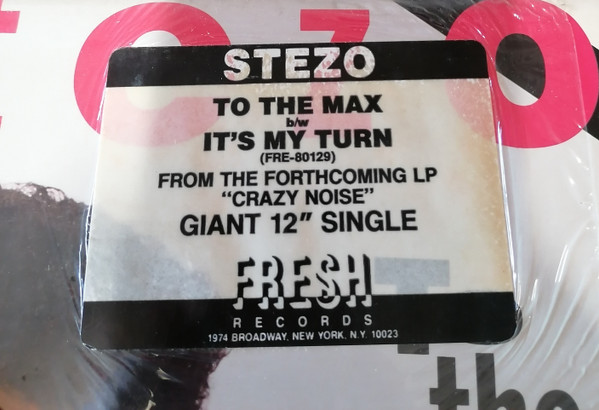 STEZO
TO THE MAX
b/w
IT'S MY TURN
(FRE-80129)
FROM THE FORTHCOMING LP
"CRAZY NOISE"
GIANT 12" SINGLE
FRESH
RECORDS
1974 BROADWAY, NEW YORK, N.Y. 10023
the